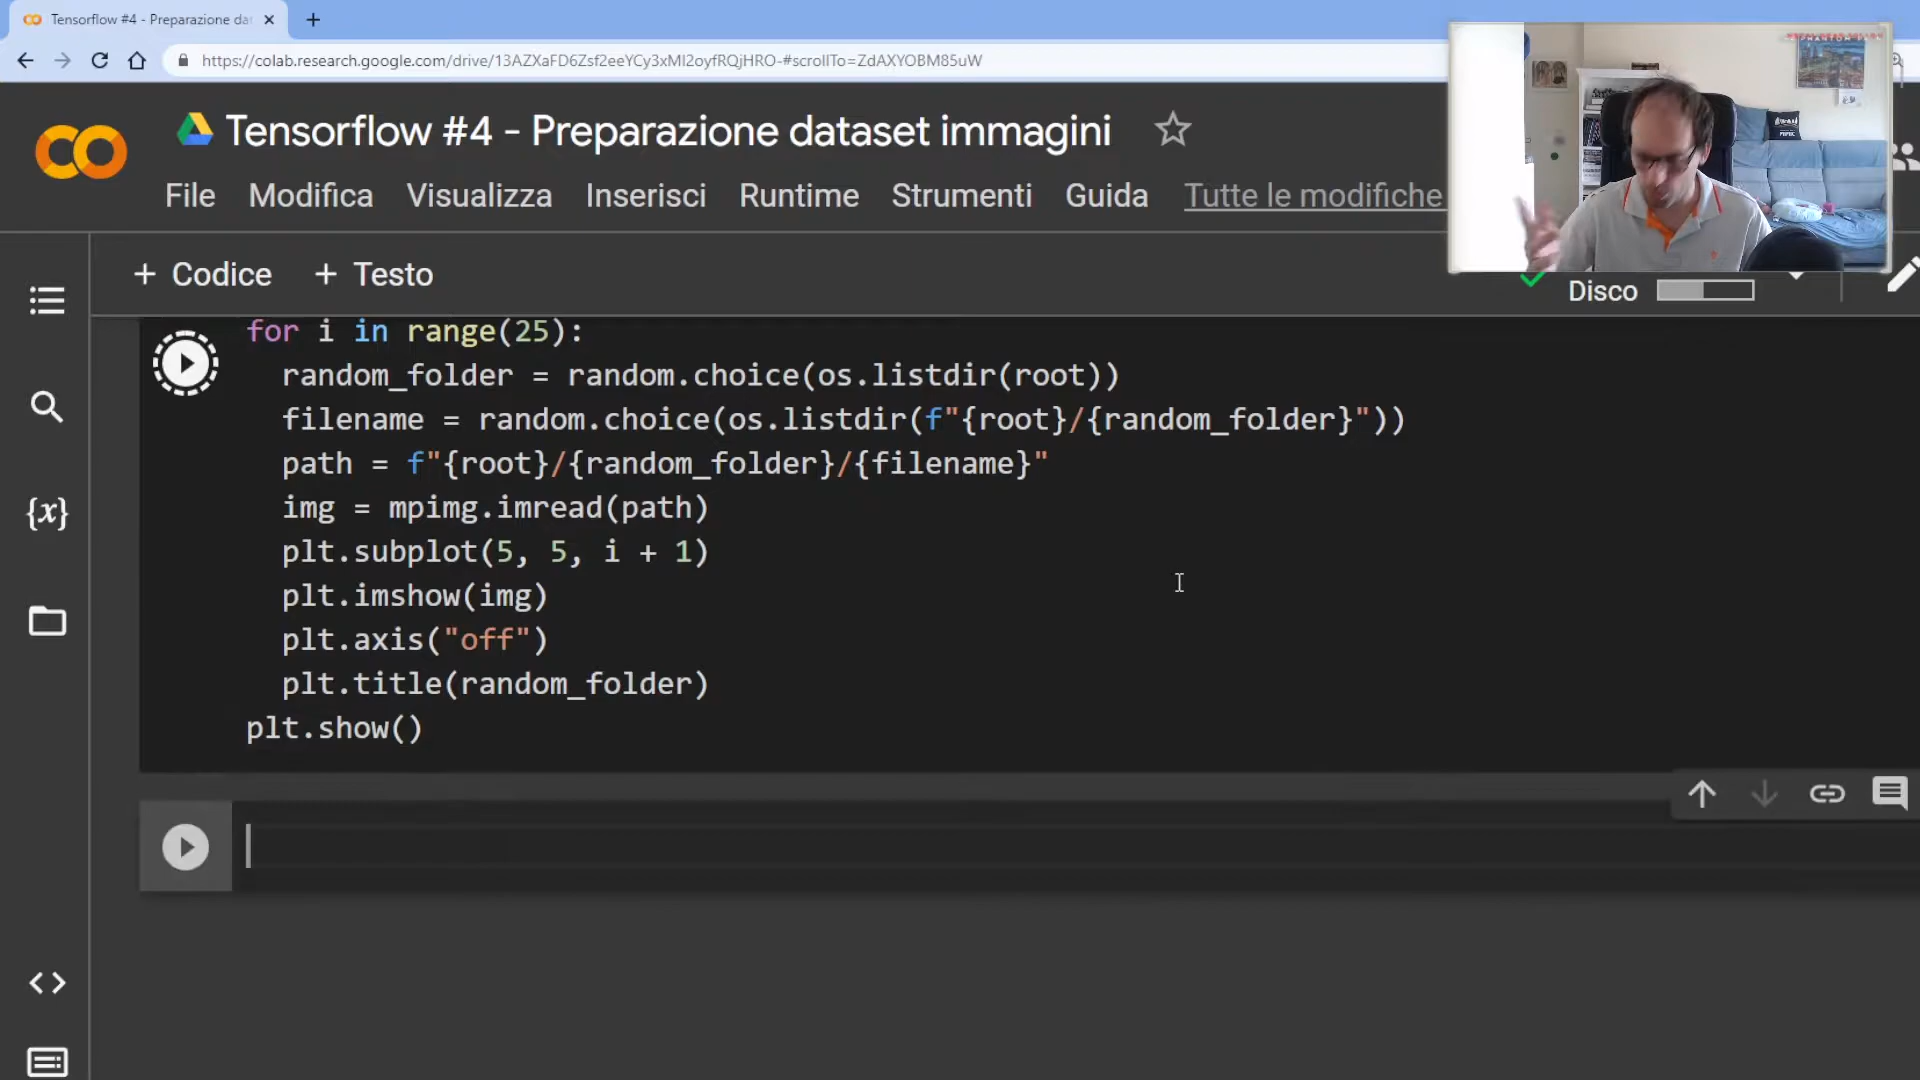 Tensorflow #4 - Preparazione da
https://colab.research.google.com/drive/13AZXaFD6Zsf2eeYCy3xMI2oyfRQjHRO-#scrollTo=ZdAXYOBM85uW
Tensorflow #4 - Preparazione dataset immagini
File Modifica Visualizza Inserisci Runtime Strumenti Guida Tutte le modifiche
+ Codice + Testo
Disco
for i in range(25):
random_folder = random.choice(os.listdir(root))
filename = random.choice(os.listdir(f"{root}/{random_folder}"))
path = f"{root}/{random_folder}/{filename}"
img = mpimg.imread(path)
plt.subplot(5, 5, i + 1)
plt.imshow(img)
plt.axis("off")
plt.title(random_folder)
plt.show()
{x}